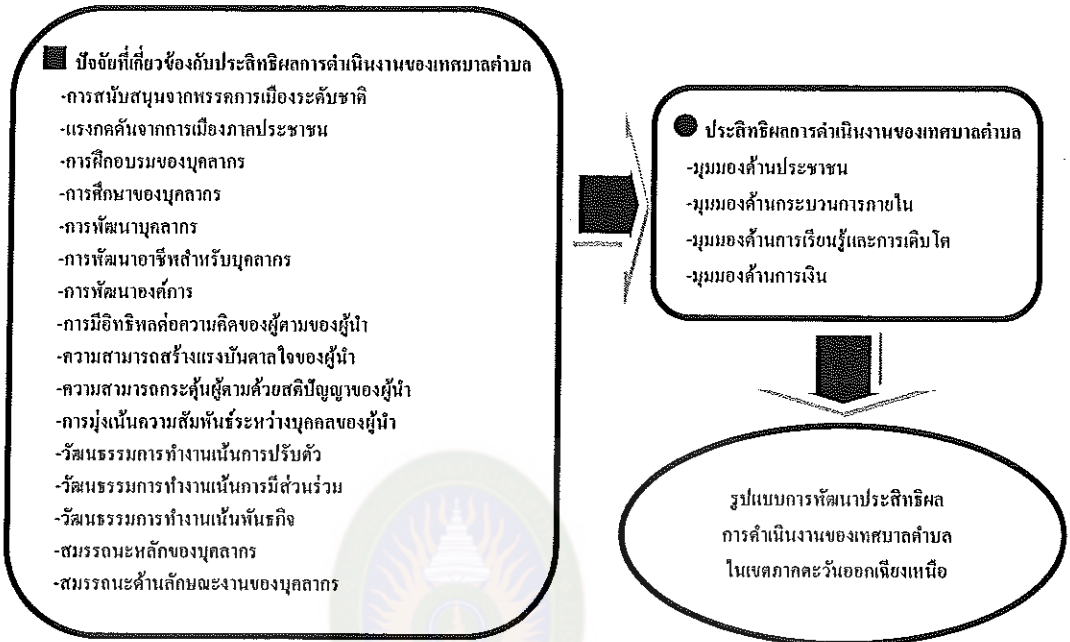 ปัจจัยที่เกี่ยวข้องกับประสิทธิผลการดำเนินงานของเทศบาลตำบล
-การสนับสนุนจากพรรคการเมืองระดับชาติ
-แรงกดดันจากการเมืองภาคประชาชน
-การฝึกอบรมของบุคลากร
-การศึกษาของบุคลากร
-การพัฒนาบุคลากร
-การพัฒนาอาชีพสำหรับบุคลากร
-การพัฒนาองค์การ
-การมีอิทธิพลต่อความคิดของผู้ตามของผู้นำ
-ความสามารถสร้างแรงบันดาลใจของผู้นำ
-ความสามารถกระตุ้นผู้ตามด้วยสติปัญญาของผู้นำ
-การมุ่งเน้นความสัมพันธ์ระหว่างบุคคลของผู้นำ
-วัฒนธรรมการทำงานเน้นการปรับตัว
-วัฒนธรรมการทำงานเน้นการมีส่วนร่วม
-วัฒนธรรมการทำงานเน้นพันธกิจ
-สมรรถนะหลักของบุคลากร
-สมรรถนะด้านลักษณะงานของบุคลากร
ประสิทธิผลการดำเนินงานของเทศบาลตำบล
-มุมมองด้านประชาชน
-มุมมองด้านกระบวนการภายใน
-มุมมองด้านการเรียนรู้และการเติบโต
-มุมมองด้านการเงิน
รูปแบบการพัฒนาประสิทธิผล
การดำเนินงานของเทศบาลตำบล
ในเขตภาคตะวันออกเฉียงเหนือ